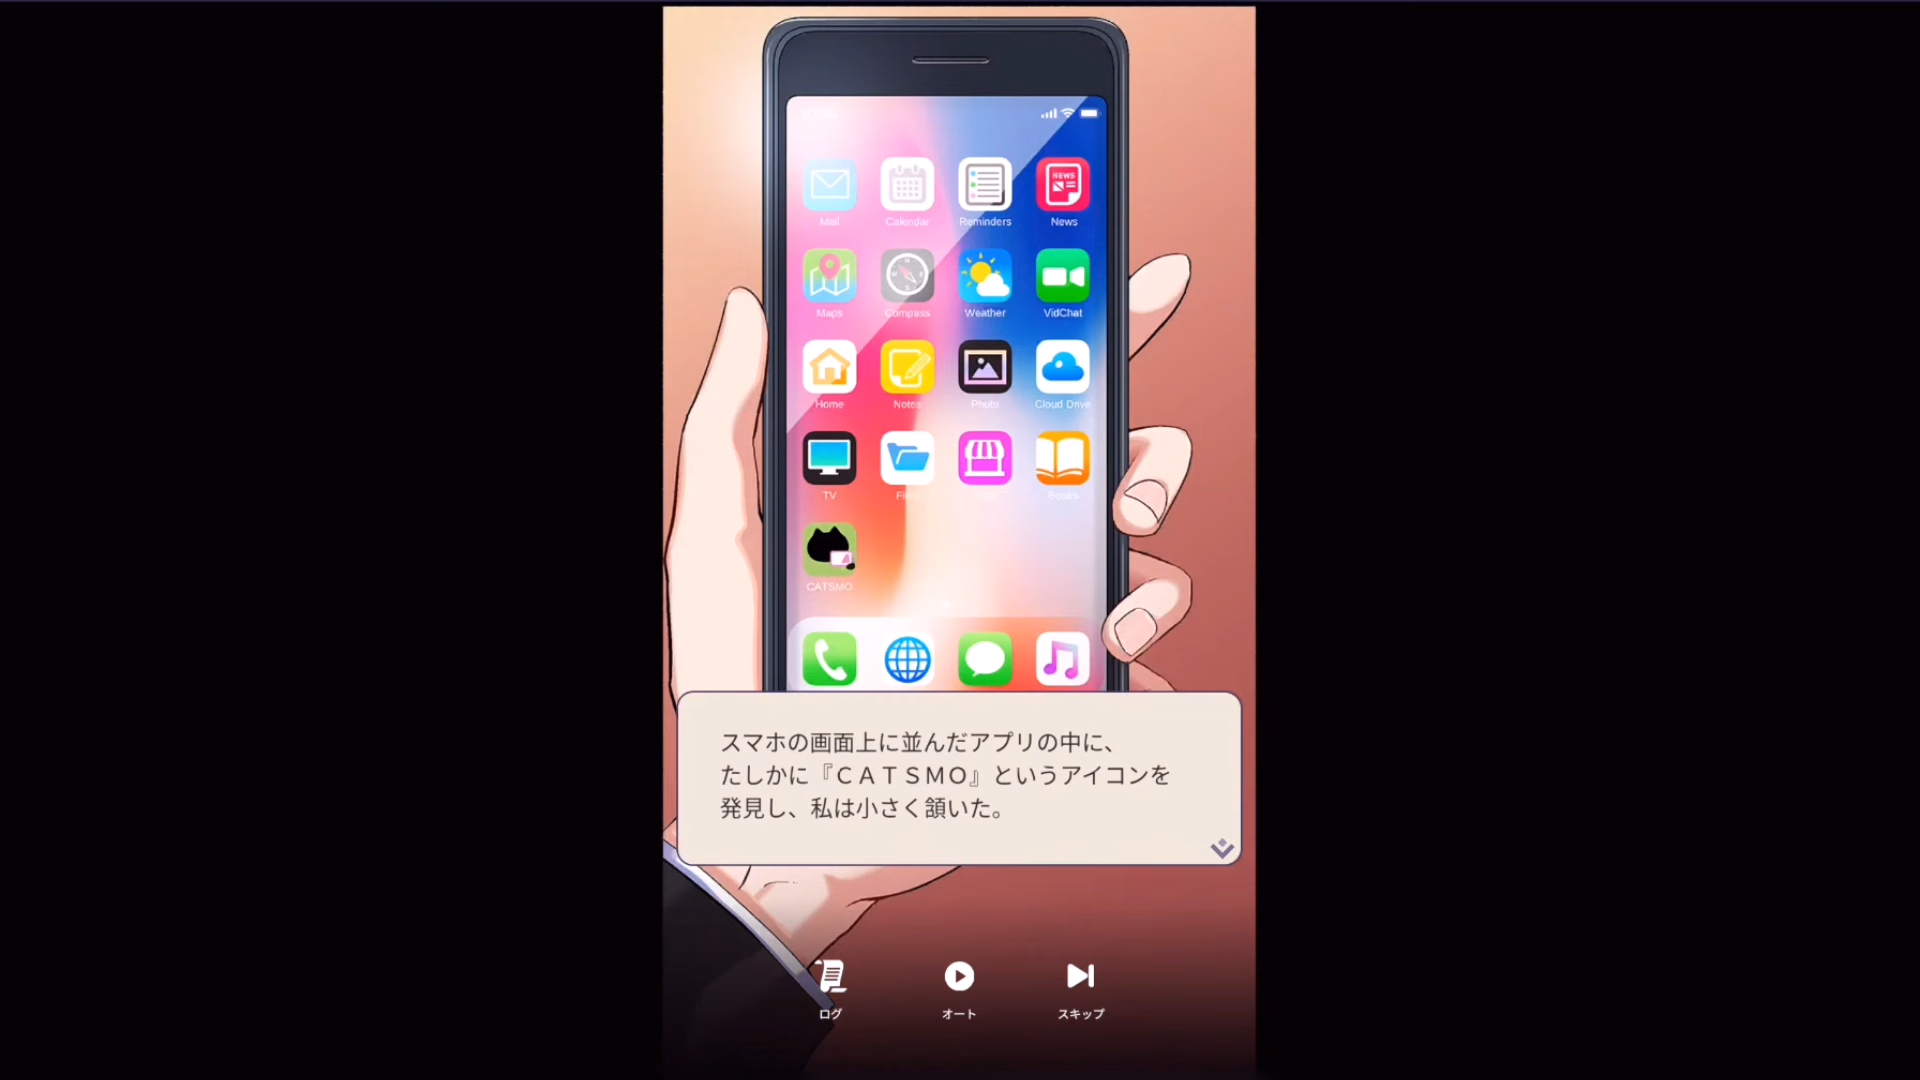 Mail Calendar Reminders News
NEWS
Maps Compass Weather VidChat
Home Notes Photo Cloud Drive
TV Books
CATSMO
スマホの画面上に並んだアプリの中に、
たしかに『ＣＡＴＳＭＯ』というアイコンを
発見し、私は小さく頷いた。
ログ オート スキップ